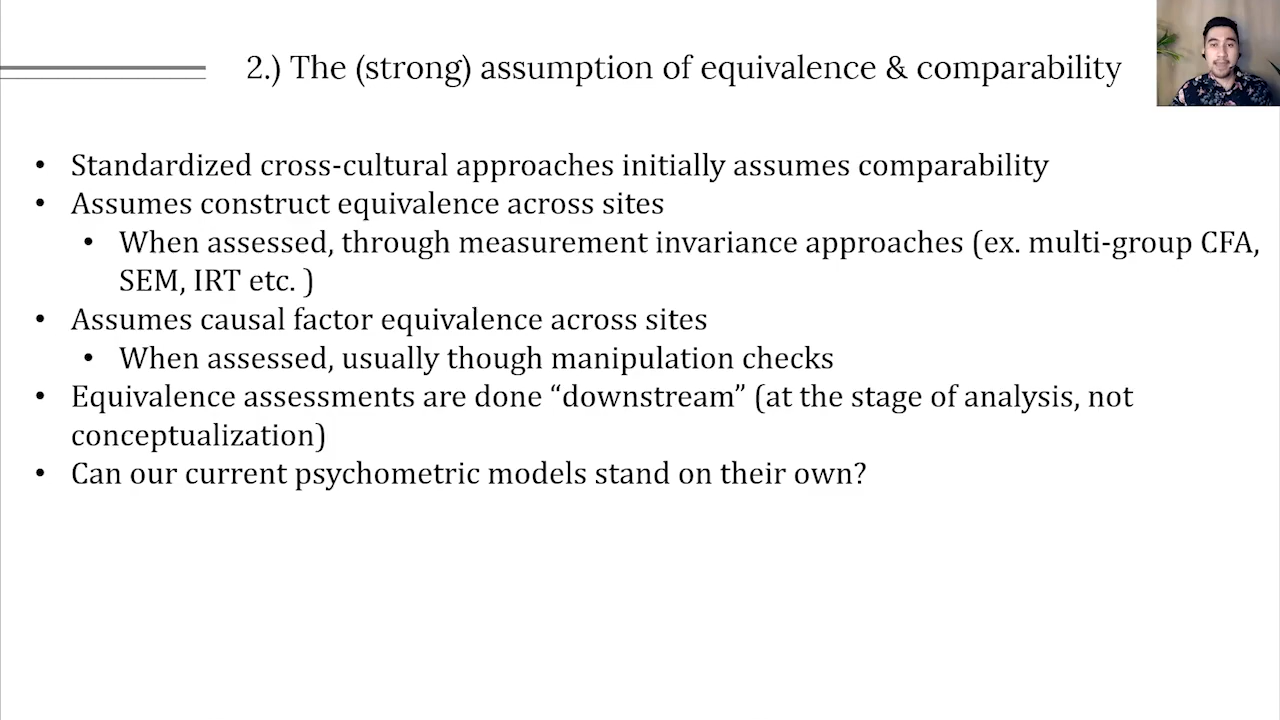 2.) The (strong) assumption of equivalence & comparability
• Standardized cross-cultural approaches initially assumes comparability
• Assumes construct equivalence across sites
• When assessed, through measurement invariance approaches (ex. multi-group CFA,
SEM, IRT etc. )
• Assumes causal factor equivalence across sites
• When assessed, usually though manipulation checks
• Equivalence assessments are done “downstream” (at the stage of analysis, not
conceptualization)
• Can our current psychometric models stand on their own?